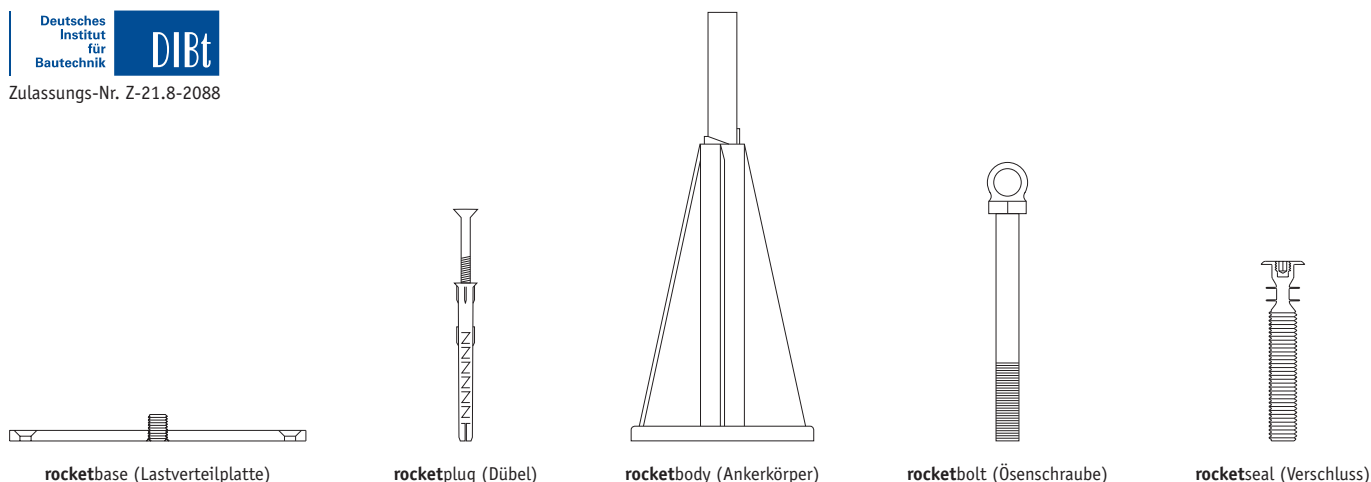 Deutsches
Institut
für
Bautechnik
DIBt
Zulassungs-Nr. Z-21.8-2088
rocketbase (Lastverteilplatte)
rocketplug (Dübel)
rocketbody (Ankerkörper)
rocketbolt (Ösenschraube)
rocketseal (Verschluss)